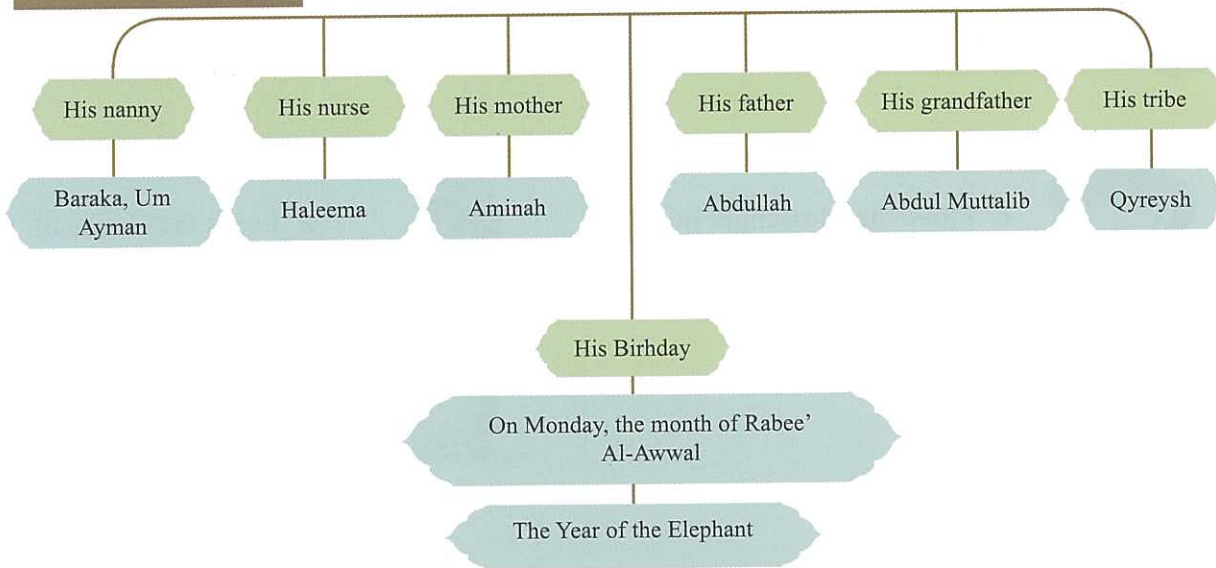 His nanny
His nurse
His mother
His father
His grandfather
His tribe
Baraka, Um
Ayman
Haleema
Aminah
Abdullah
Abdul Muttalib
Qyreysh
His Birhday
On Monday, the month of Rabee’
Al-Awwal
The Year of the Elephant